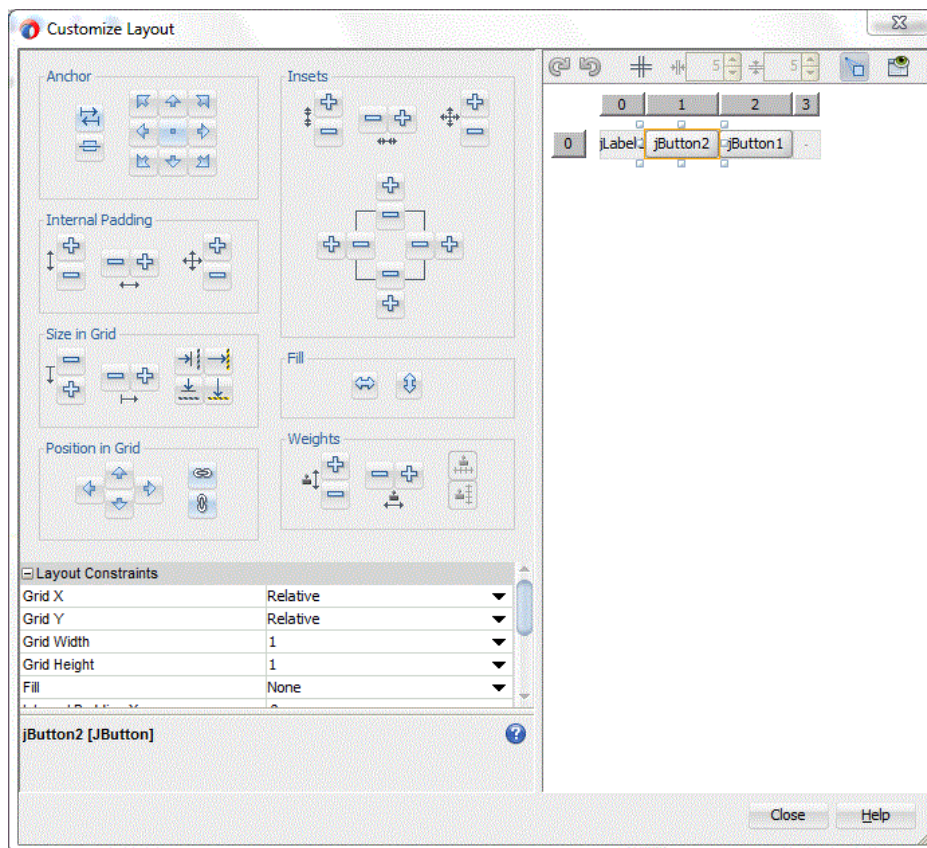 Customize Layout
Anchor
Insets
Internal Padding
Size in Grid
Fill
Position in Grid
Weights
Layout Constraints
Grid X Relative
Grid Y Relative
Grid Width 1
Grid Height 1
Fill None
jButton2 [JButton]
5 5
0 1 2 3
0 jLabel2 jButton2 jButton1
Close Help